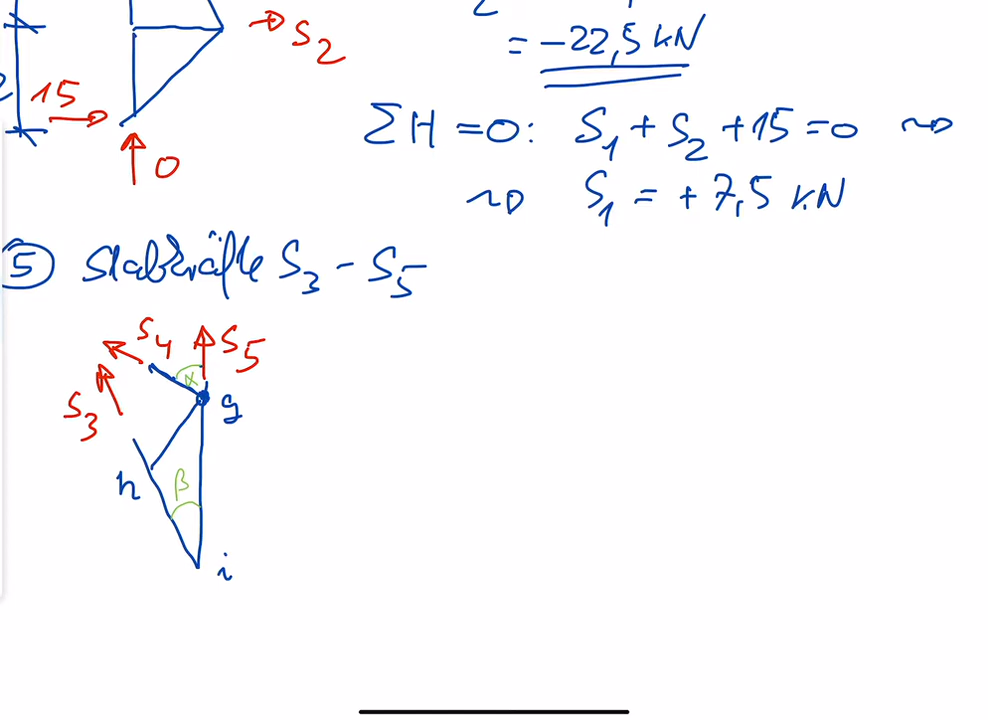 S2
= -22,5 kN
15
0
ΣH = 0: S1 + S2 + 15 = 0 ⇝
⇝ S1 = + 7,5 kN
⑤ Stabkräfte S3 - S5
S4
S5
α
S3
g
h
β
i